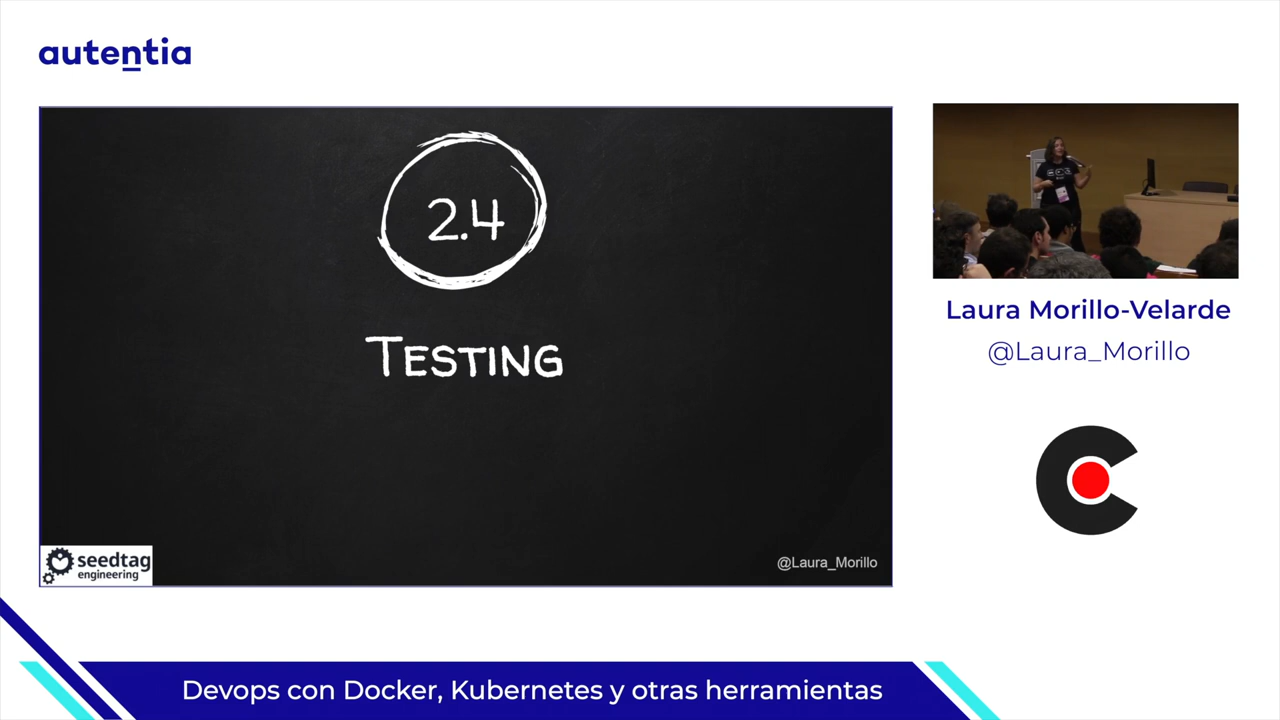 autentia
2.4
Testing
seedtag
engineering
@Laura_Morillo
Laura Morillo-Velarde
@Laura_Morillo
Devops con Docker, Kubernetes y otras herramientas